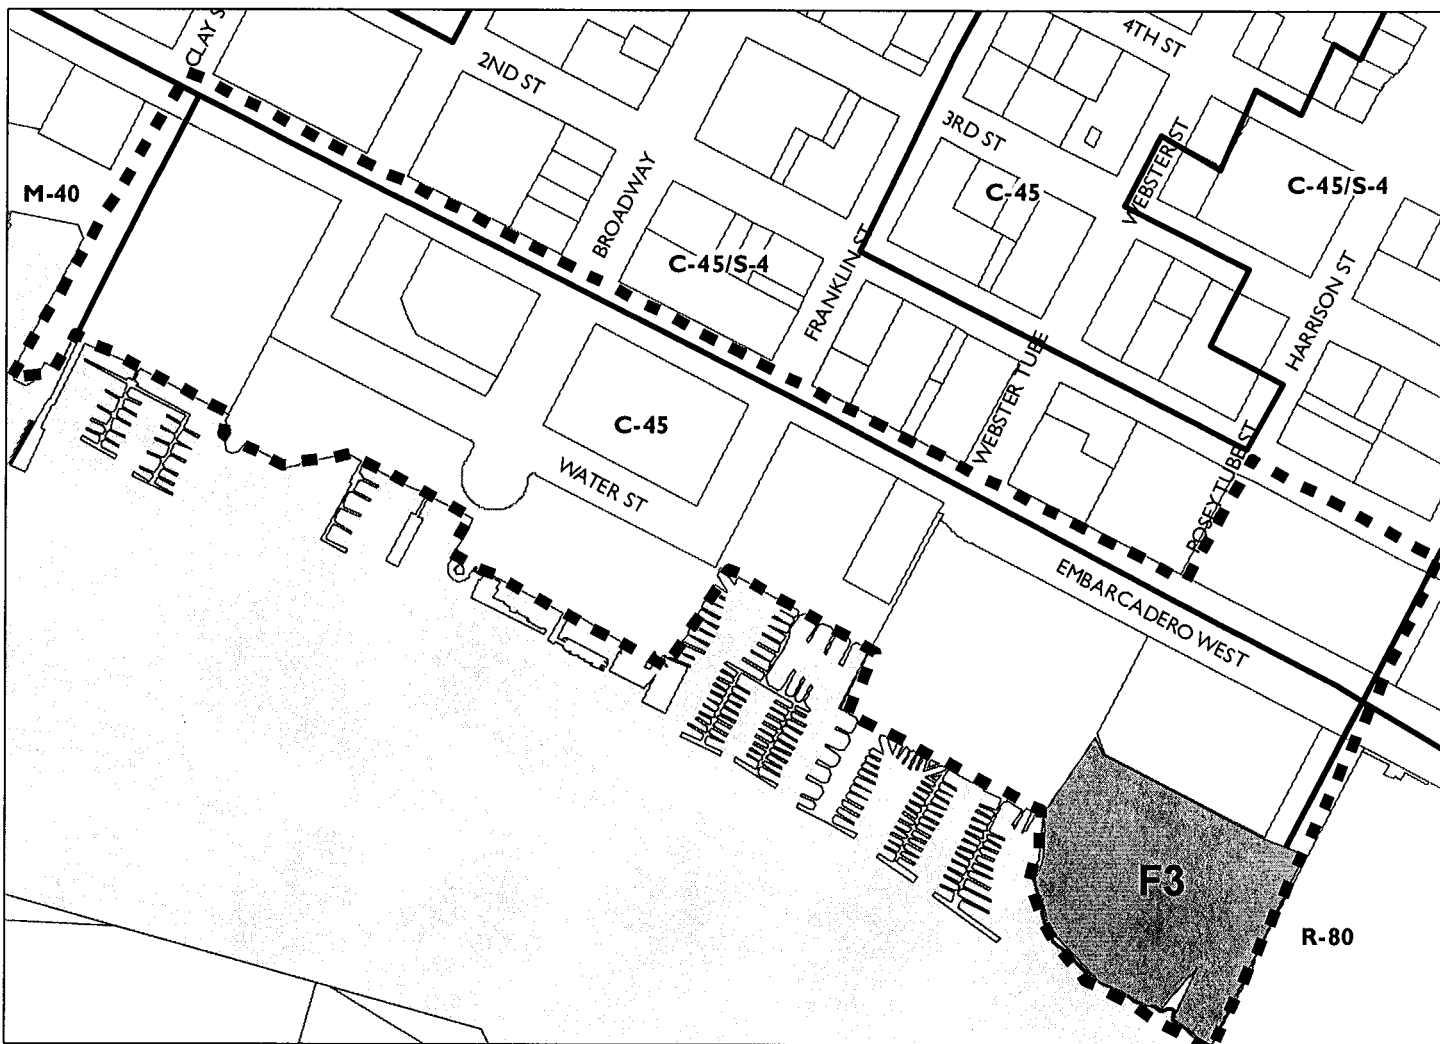 CLAY S
2ND ST
4TH ST
3RD ST
WEBSTER ST
M-40
BROADWAY
C-45
C-45/S-4
C-45/S-4
FRANKLIN ST
HARRISON ST
WEBSTER TUBE
C-45
WATER ST
POSEY TUBE ST
EMBARCADERO WEST
F3
R-80